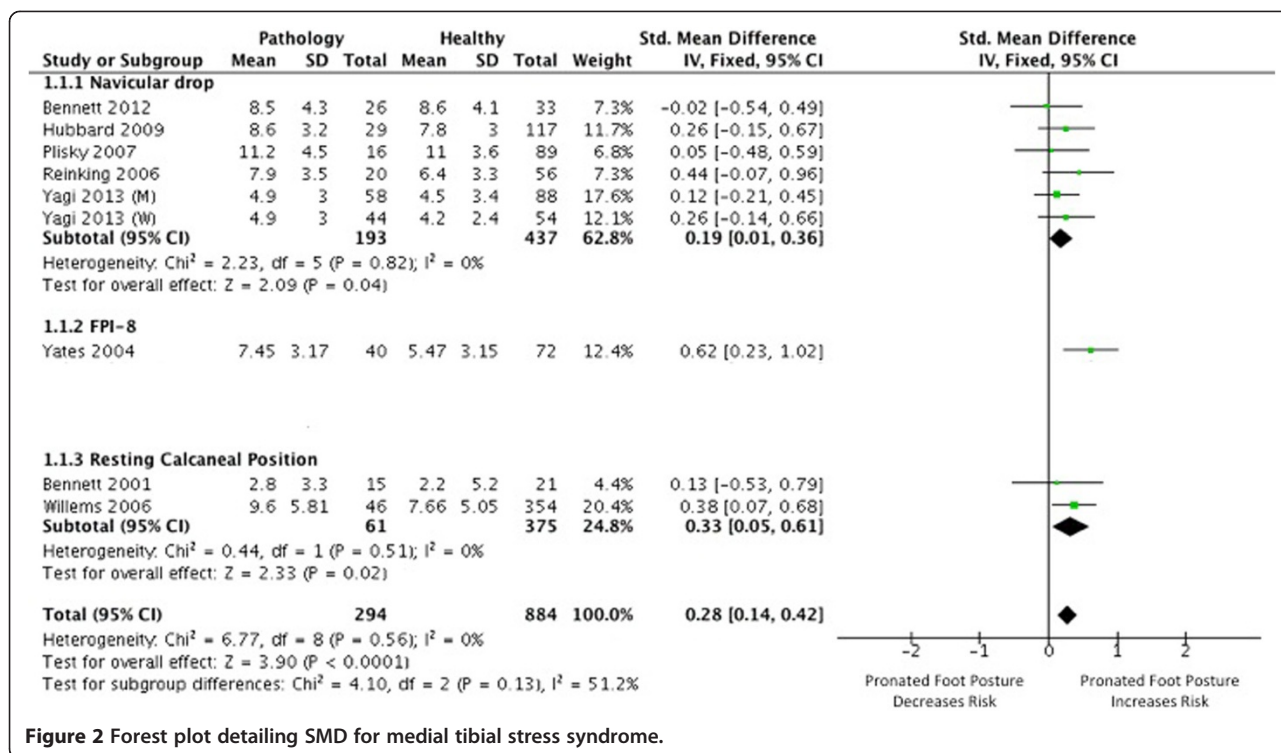 Pathology Healthy Std. Mean Difference Std. Mean Difference
Study or Subgroup Mean SD Total Mean SD Total Weight IV, Fixed, 95% CI IV, Fixed, 95% CI
1.1.1 Navicular drop
Bennett 2012 8.5 4.3 26 8.6 4.1 33 7.3% -0.02 [-0.54, 0.49]
Hubbard 2009 8.6 3.2 29 7.8 3 117 11.7% 0.26 [-0.15, 0.67]
Plisky 2007 11.2 4.5 16 11 3.6 89 6.8% 0.05 [-0.48, 0.59]
Reinking 2006 7.9 3.5 20 6.4 3.3 56 7.3% 0.44 [-0.07, 0.96]
Yagi 2013 (M) 4.9 3 58 4.5 3.4 88 17.6% 0.12 [-0.21, 0.45]
Yagi 2013 (W) 4.9 3 44 4.2 2.4 54 12.1% 0.26 [-0.14, 0.66]
Subtotal (95% CI) 193 437 62.8% 0.19 [0.01, 0.36]
Heterogeneity: Chi² = 2.23, df = 5 (P = 0.82); I² = 0%
Test for overall effect: Z = 2.09 (P = 0.04)
1.1.2 FPI-8
Yates 2004 7.45 3.17 40 5.47 3.15 72 12.4% 0.62 [0.23, 1.02]
1.1.3 Resting Calcaneal Position
Bennett 2001 2.8 3.3 15 2.2 5.2 21 4.4% 0.13 [-0.53, 0.79]
Willems 2006 9.6 5.81 46 7.66 5.05 354 20.4% 0.38 [0.07, 0.68]
Subtotal (95% CI) 61 375 24.8% 0.33 [0.05, 0.61]
Heterogeneity: Chi² = 0.44, df = 1 (P = 0.51); I² = 0%
Test for overall effect: Z = 2.33 (P = 0.02)
Total (95% CI) 294 884 100.0% 0.28 [0.14, 0.42]
Heterogeneity: Chi² = 6.77, df = 8 (P = 0.56); I² = 0%
Test for overall effect: Z = 3.90 (P < 0.0001)
Test for subgroup differences: Chi² = 4.10, df = 2 (P = 0.13), I² = 51.2%
-2 -1 0 1 2
Pronated Foot Posture Pronated Foot Posture
Decreases Risk Increases Risk
Figure 2 Forest plot detailing SMD for medial tibial stress syndrome.